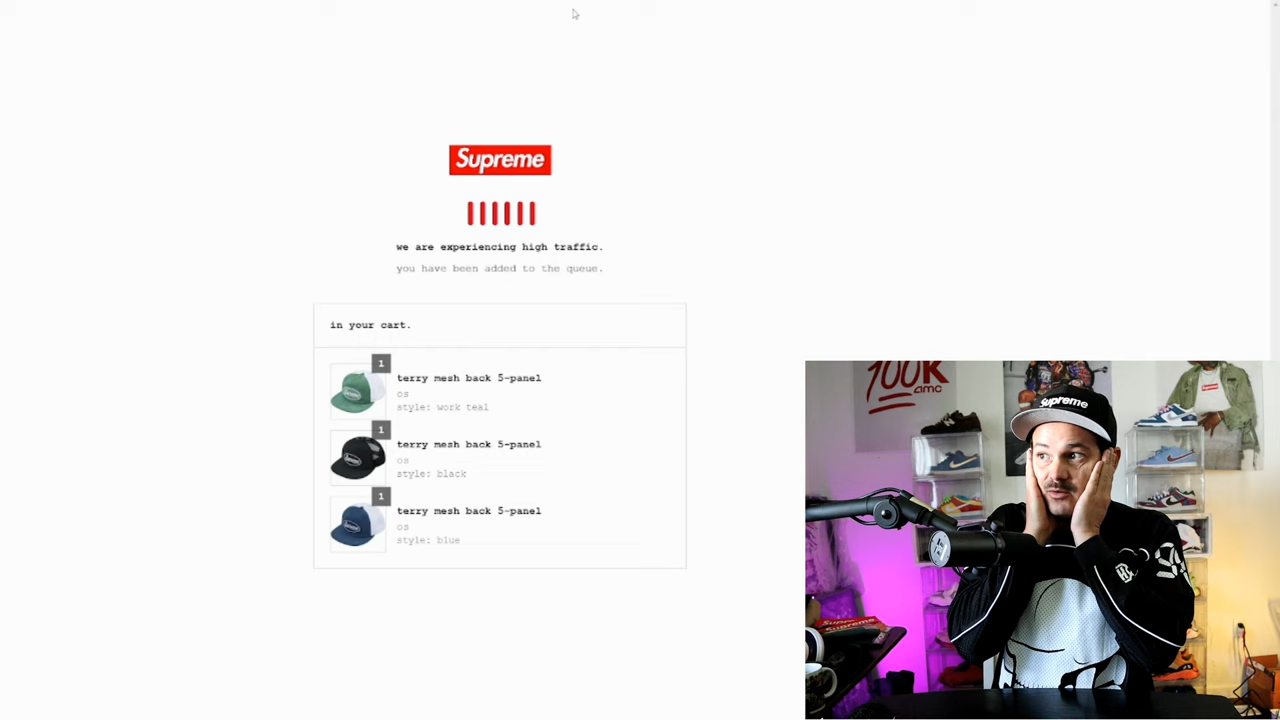 Supreme
we are experiencing high traffic.
you have been added to the queue.
in your cart.
1
terry mesh back 5-panel
os
style: work teal
1
terry mesh back 5-panel
os
style: black
1
terry mesh back 5-panel
os
style: blue
100K
amc
Supreme
Supreme